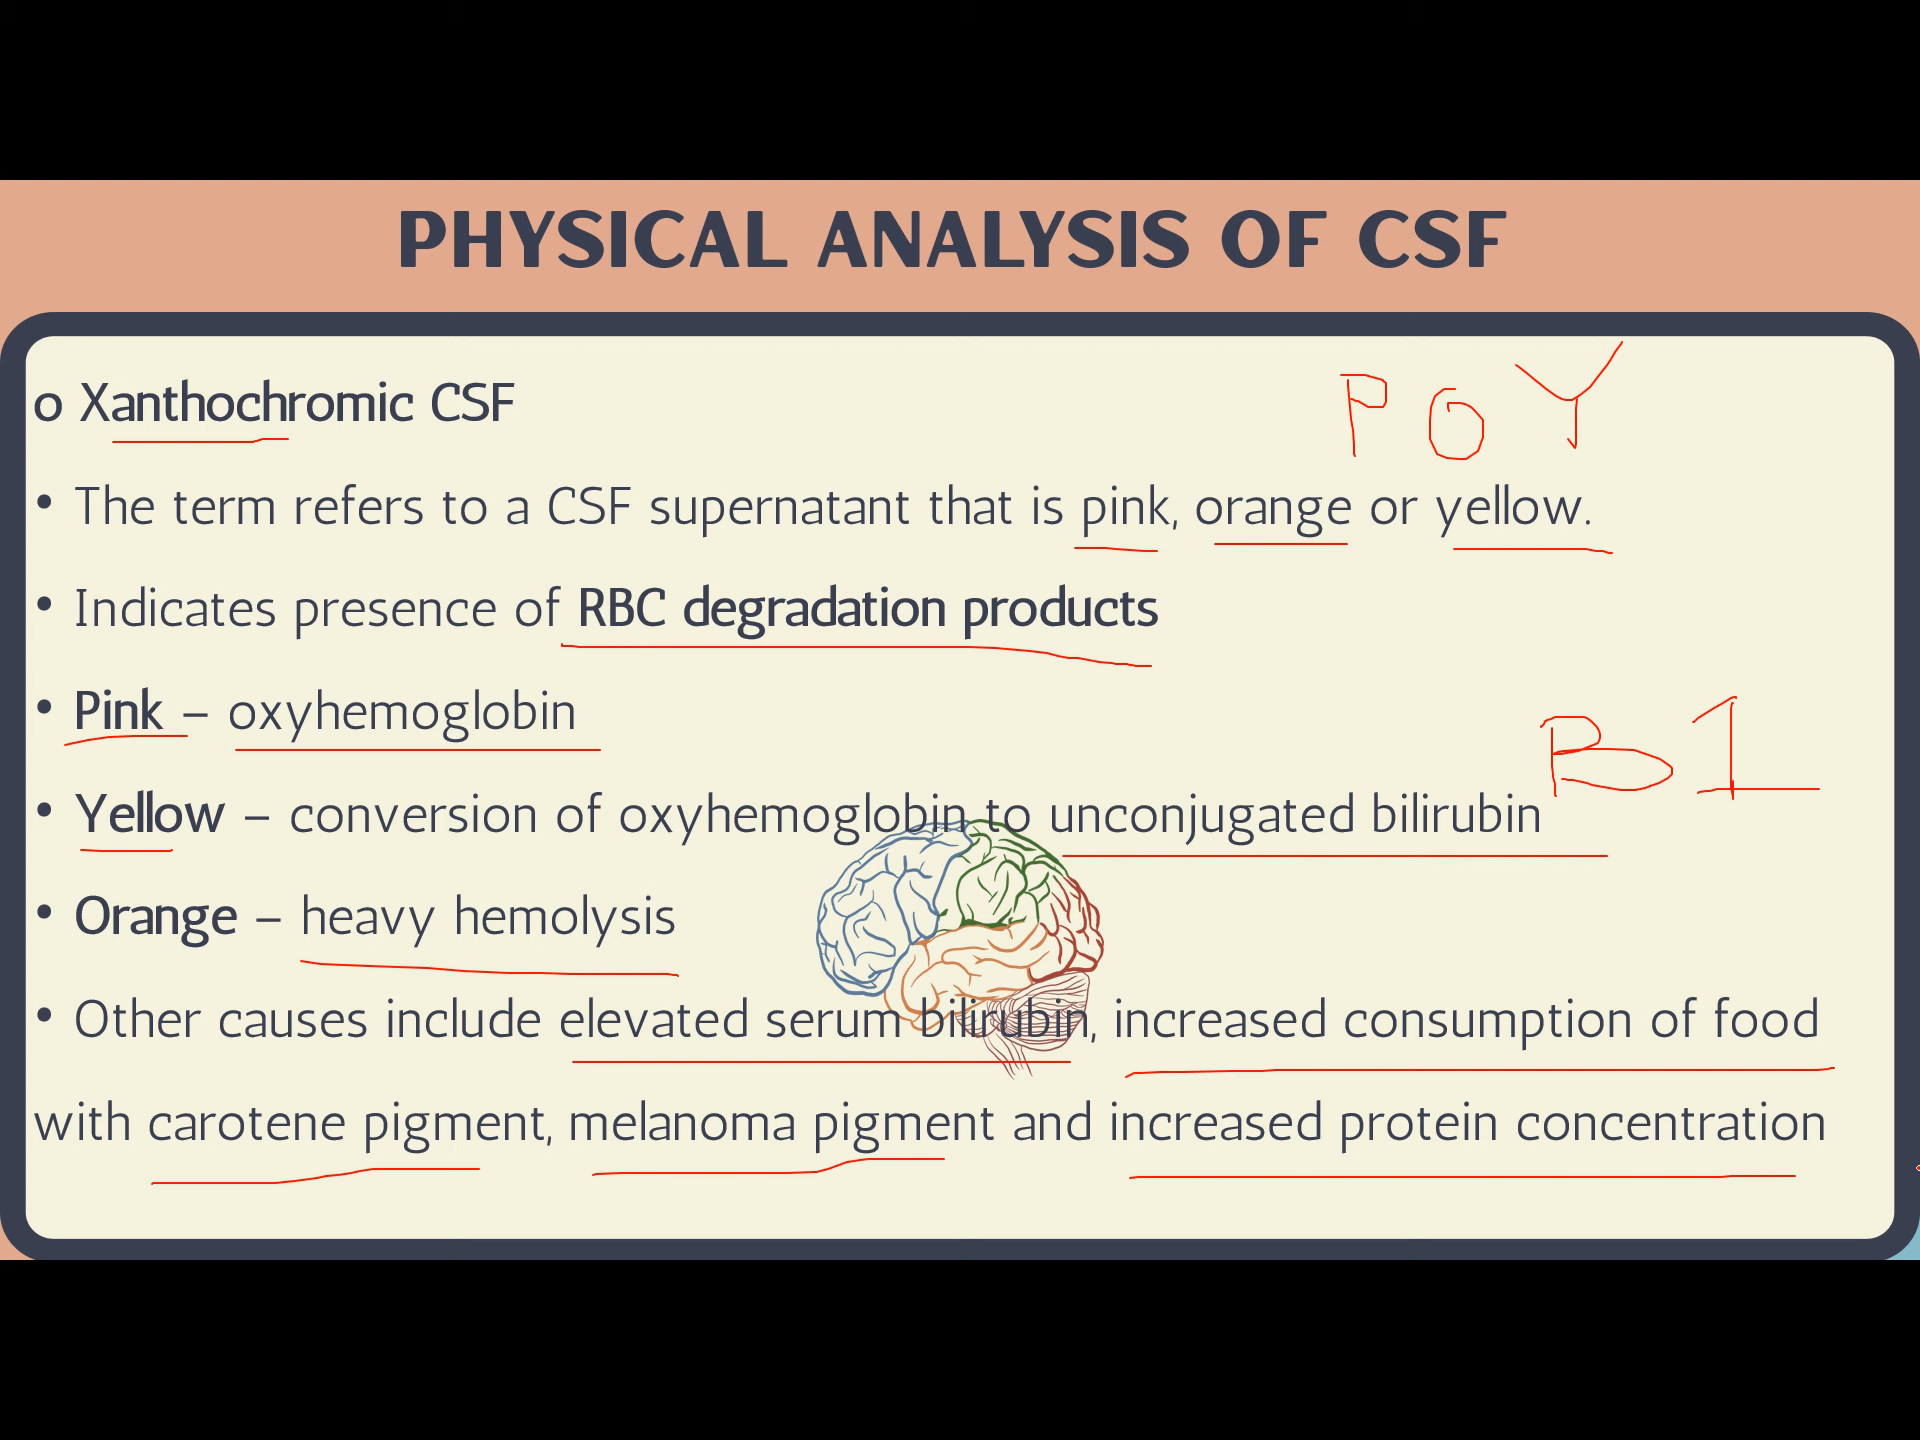 PHYSICAL ANALYSIS OF CSF
o Xanthochromic CSF
P O Y
• The term refers to a CSF supernatant that is pink, orange or yellow.
• Indicates presence of RBC degradation products
• Pink – oxyhemoglobin
B1
• Yellow – conversion of oxyhemoglobin to unconjugated bilirubin
• Orange – heavy hemolysis
• Other causes include elevated serum bilirubin, increased consumption of food
with carotene pigment, melanoma pigment and increased protein concentration